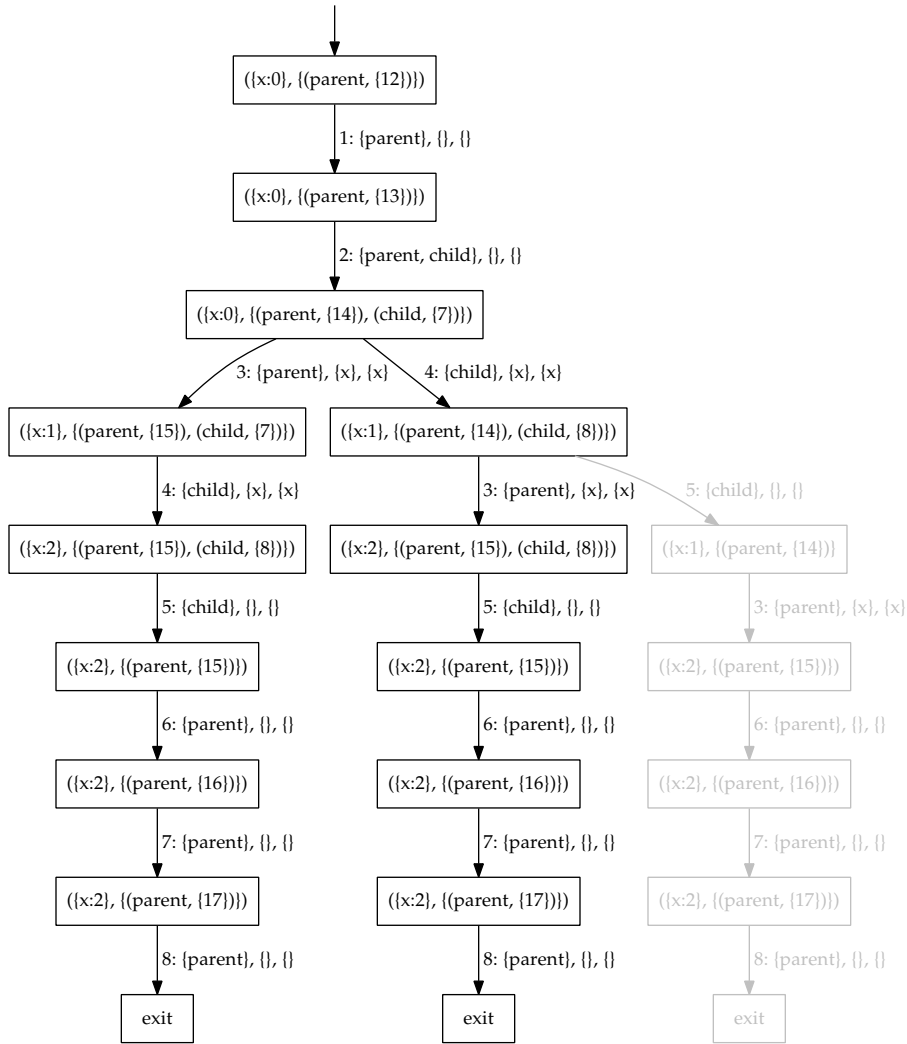 ({x:0}, {(parent, {12})})
1: {parent}, {}, {}
({x:0}, {(parent, {13})})
2: {parent, child}, {}, {}
({x:0}, {(parent, {14}), (child, {7})})
3: {parent}, {x}, {x} 4: {child}, {x}, {x}
({x:1}, {(parent, {15}), (child, {7})}) ({x:1}, {(parent, {14}), (child, {8})})
4: {child}, {x}, {x} 3: {parent}, {x}, {x} 5: {child}, {}, {}
({x:2}, {(parent, {15}), (child, {8})}) ({x:2}, {(parent, {15}), (child, {8})}) ({x:1}, {(parent, {14})}
5: {child}, {}, {} 5: {child}, {}, {} 3: {parent}, {x}, {x}
({x:2}, {(parent, {15})}) ({x:2}, {(parent, {15})}) ({x:2}, {(parent, {15})})
6: {parent}, {}, {} 6: {parent}, {}, {} 6: {parent}, {}, {}
({x:2}, {(parent, {16})}) ({x:2}, {(parent, {16})}) ({x:2}, {(parent, {16})})
7: {parent}, {}, {} 7: {parent}, {}, {} 7: {parent}, {}, {}
({x:2}, {(parent, {17})}) ({x:2}, {(parent, {17})}) ({x:2}, {(parent, {17})})
8: {parent}, {}, {} 8: {parent}, {}, {} 8: {parent}, {}, {}
exit exit exit